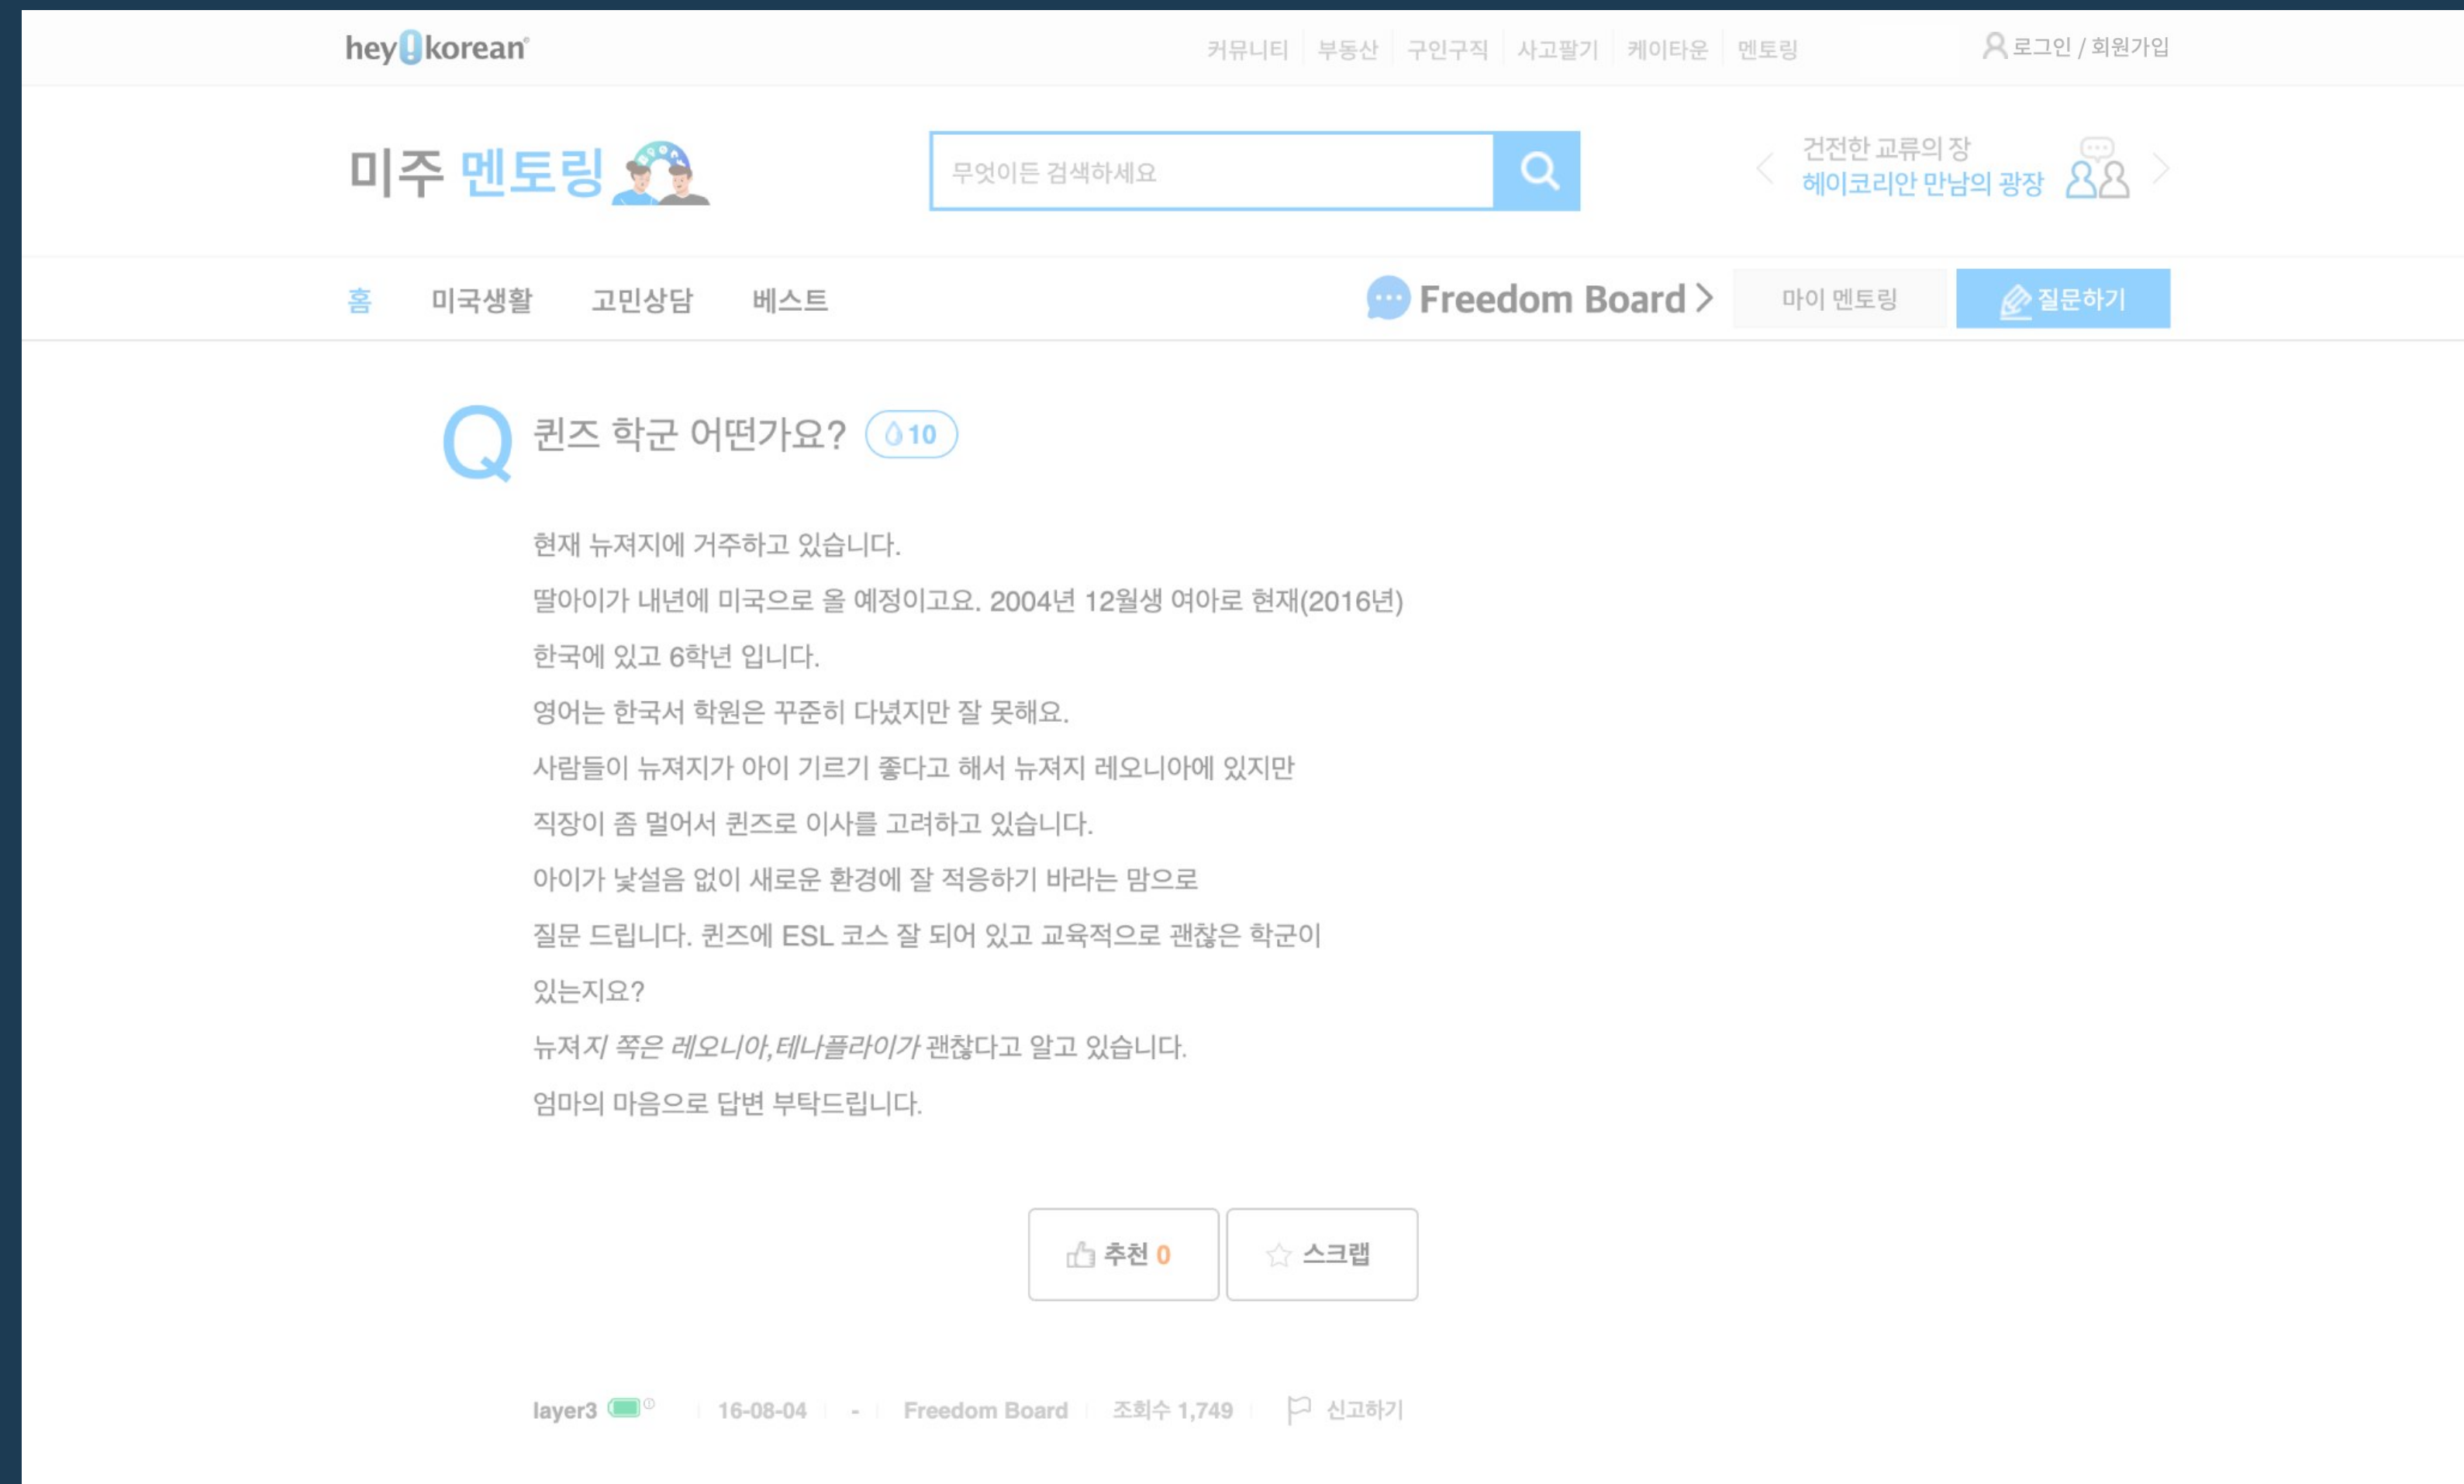 hey!korean
커뮤니티 부동산 구인구직 사고팔기 케이타운 멘토링 로그인 / 회원가입
미주 멘토링
무엇이든 검색하세요
건전한 교류의 장
헤이코리안 만남의 광장
홈 미국생활 고민상담 베스트 Freedom Board 마이 멘토링 질문하기
Q 퀸즈 학군 어떤가요? 10
현재 뉴져지에 거주하고 있습니다.
딸아이가 내년에 미국으로 올 예정이고요. 2004년 12월생 여아로 현재(2016년)
한국에 있고 6학년 입니다.
영어는 한국서 학원은 꾸준히 다녔지만 잘 못해요.
사람들이 뉴져지가 아이 기르기 좋다고 해서 뉴져지 레오니아에 있지만
직장이 좀 멀어서 퀸즈로 이사를 고려하고 있습니다.
아이가 낯설음 없이 새로운 환경에 잘 적응하기 바라는 맘으로
질문 드립니다. 퀸즈에 ESL 코스 잘 되어 있고 교육적으로 괜찮은 학군이
있는지요?
뉴져지 쪽은 레오니아,테나플라이가 괜찮다고 알고 있습니다.
엄마의 마음으로 답변 부탁드립니다.
추천 0 스크랩
layer3 16-08-04 - Freedom Board 조회수 1,749 신고하기